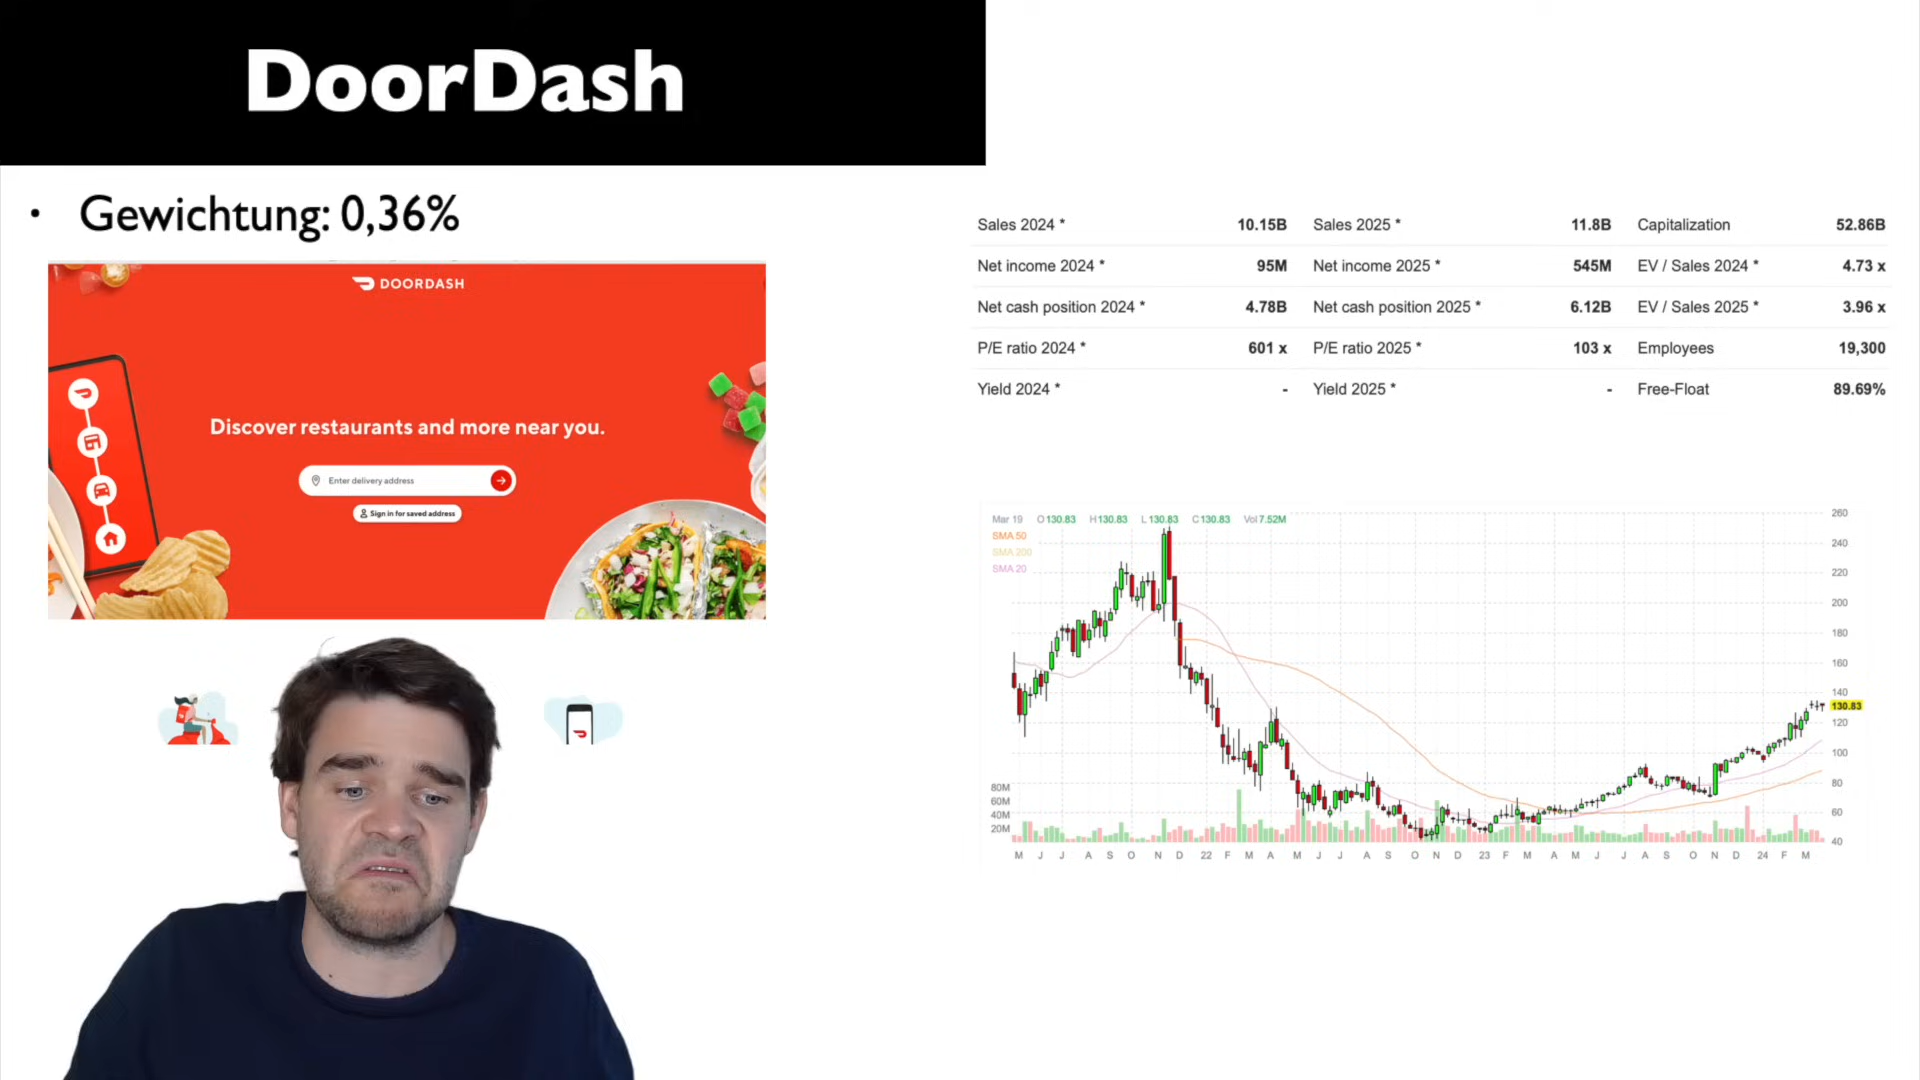 DoorDash
• Gewichtung: 0,36%
DOORDASH
Discover restaurants and more near you.
Enter delivery address
Sign in for saved address
Sales 2024 * 10.15B Sales 2025 * 11.8B Capitalization 52.86B
Net income 2024 * 95M Net income 2025 * 545M EV / Sales 2024 * 4.73 x
Net cash position 2024 * 4.78B Net cash position 2025 * 6.12B EV / Sales 2025 * 3.96 x
P/E ratio 2024 * 601 x P/E ratio 2025 * 103 x Employees 19,300
Yield 2024 * - Yield 2025 * - Free-Float 89.69%
Mar 19 O 130.83 H 130.83 L 130.83 C 130.83 Vol 7.52M
SMA 50
SMA 200
SMA 20
260
240
220
200
180
160
140
130.83
120
100
80
60
40
80M
60M
40M
20M
M J J A S O N D 22 F M A M J J A S O N D 23 F M A M J J A S O N D 24 F M